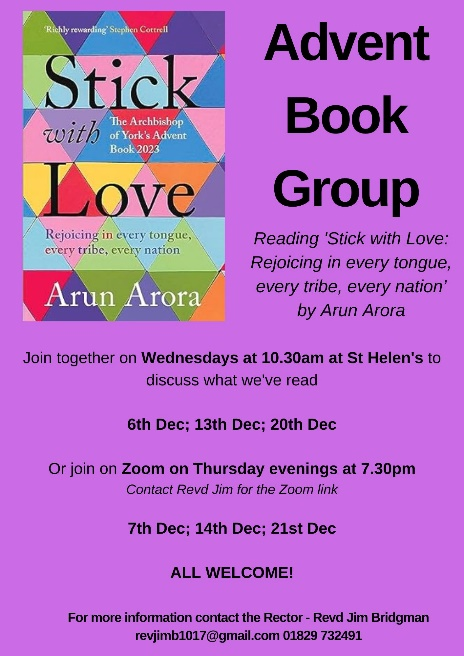 'Richly rewarding' Stephen Cottrell
Stick
with
The Archbishop
of York's Advent
Book 2023
Love
Rejoicing in every tongue,
every tribe, every nation
Arun Arora
Advent
Book
Group
Reading 'Stick with Love:
Rejoicing in every tongue,
every tribe, every nation'
by Arun Arora
Join together on Wednesdays at 10.30am at St Helen's to
discuss what we've read
6th Dec; 13th Dec; 20th Dec
Or join on Zoom on Thursday evenings at 7.30pm
Contact Revd Jim for the Zoom link
7th Dec; 14th Dec; 21st Dec
ALL WELCOME!
For more information contact the Rector - Revd Jim Bridgman
revjimb1017@gmail.com 01829 732491